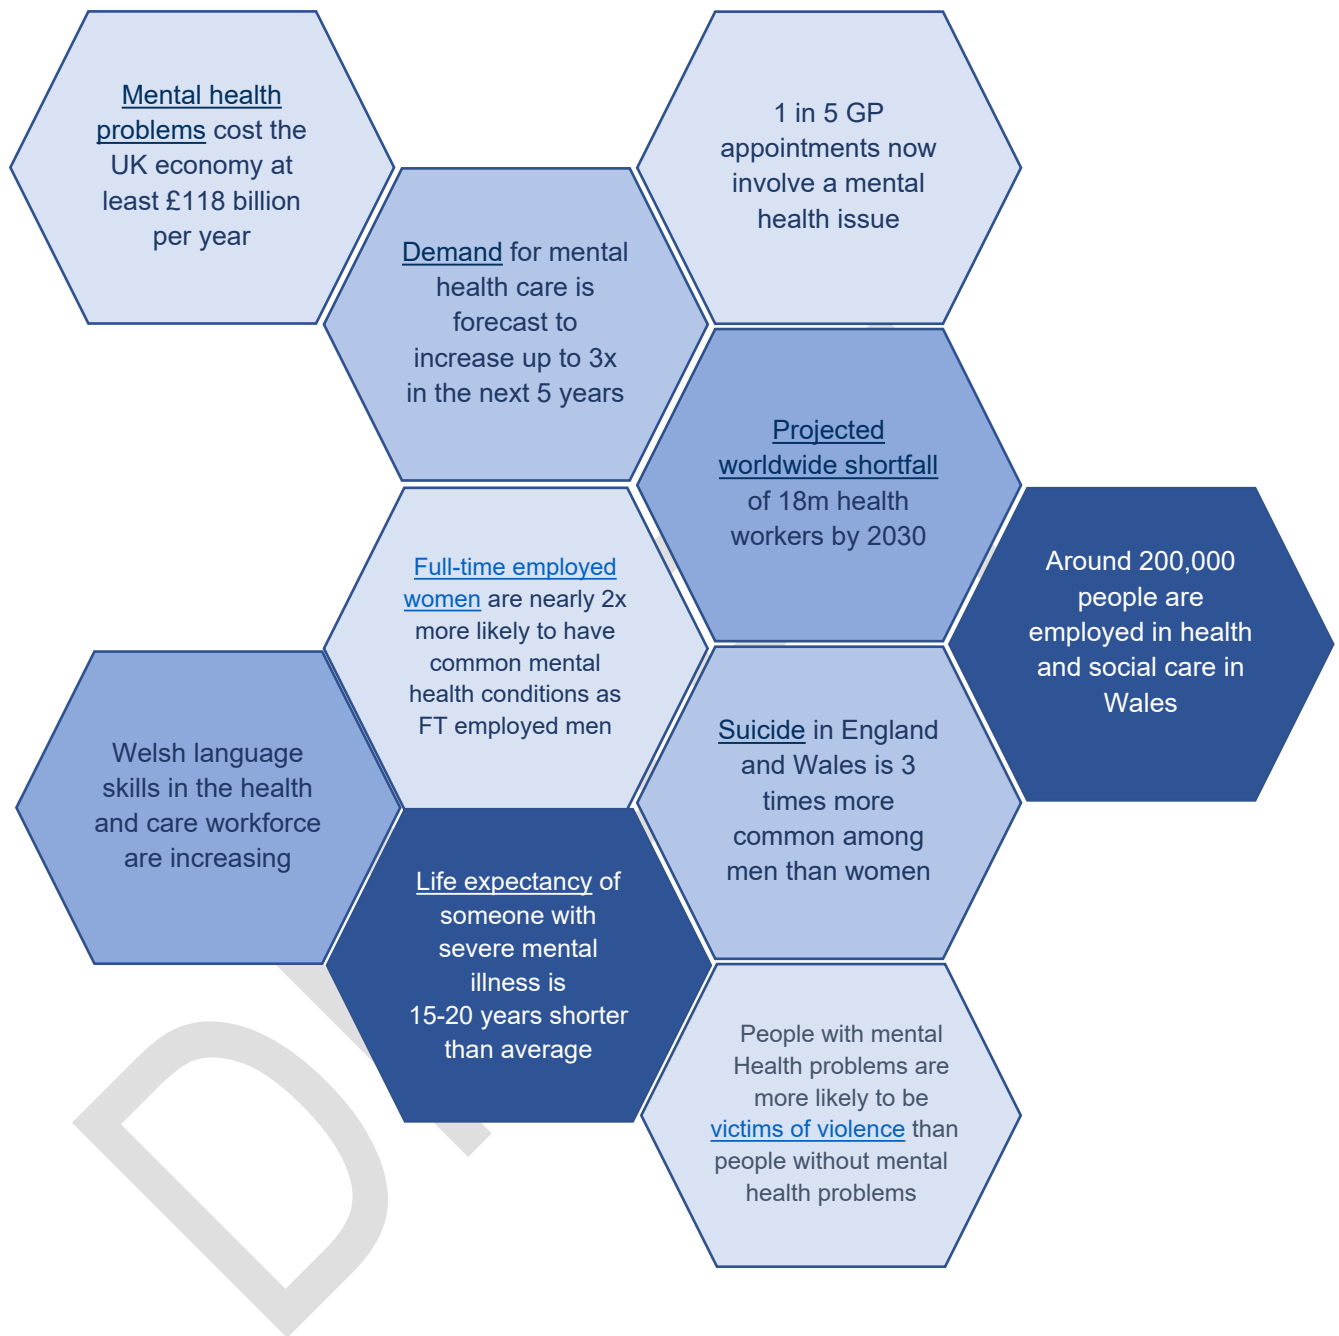 Mental health
problems cost the
UK economy at
least £118 billion
per year
1 in 5 GP
appointments now
involve a mental
health issue
Demand for mental
health care is
forecast to
increase up to 3x
in the next 5 years
Projected
worldwide shortfall
of 18m health
workers by 2030
Full-time employed
women are nearly 2x
more likely to have
common mental
health conditions as
FT employed men
Around 200,000
people are
employed in health
and social care in
Wales
Welsh language
skills in the health
and care workforce
are increasing
Suicide in England
and Wales is 3
times more
common among
men than women
Life expectancy of
someone with
severe mental
illness is
15-20 years shorter
than average
People with mental
Health problems are
more likely to be
victims of violence than
people without mental
health problems